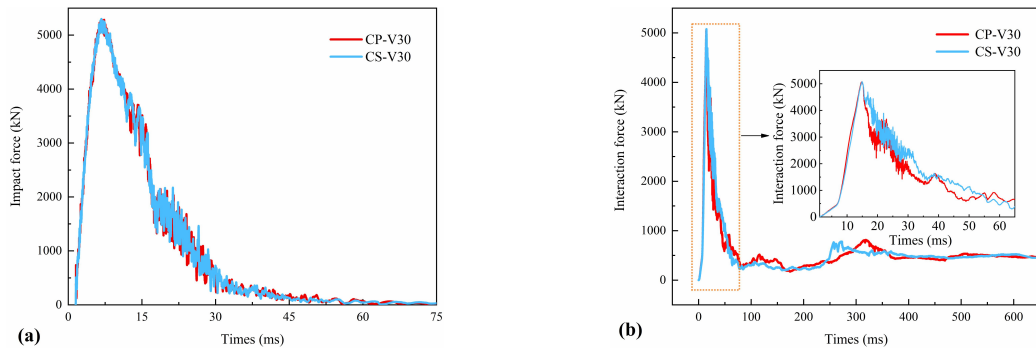 5000
4000
3000
2000
1000
0
Impact force (kN)
CP-V30
CS-V30
0 15 30 45 60 75
Times (ms)
(a)
5000
4000
3000
2000
1000
0
Interaction force (kN)
CP-V30
CS-V30
5000
4000
3000
2000
1000
0
Interaction force (kN)
10 20 30 40 50 60
Times (ms)
0 100 200 300 400 500 600
Times (ms)
(b)